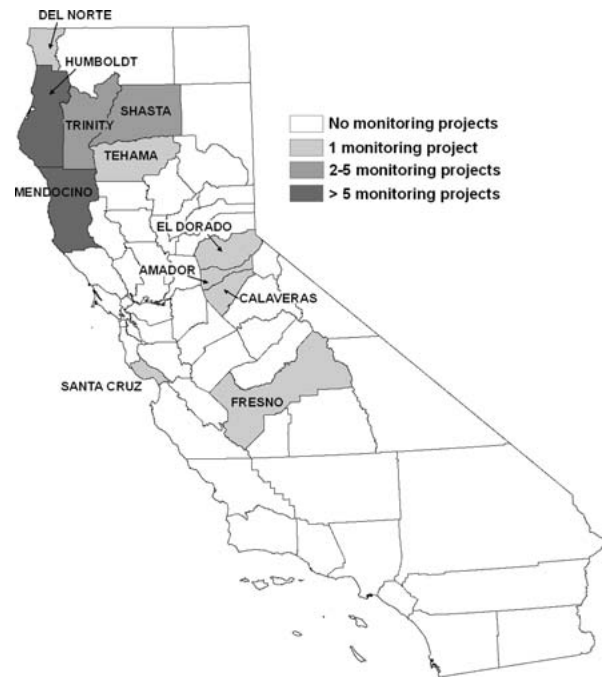 DEL NORTE
HUMBOLDT
SHASTA
TRINITY
TEHAMA
MENDOCINO
EL DORADO
AMADOR
CALAVERAS
SANTA CRUZ
FRESNO
No monitoring projects
1 monitoring project
2-5 monitoring projects
> 5 monitoring projects